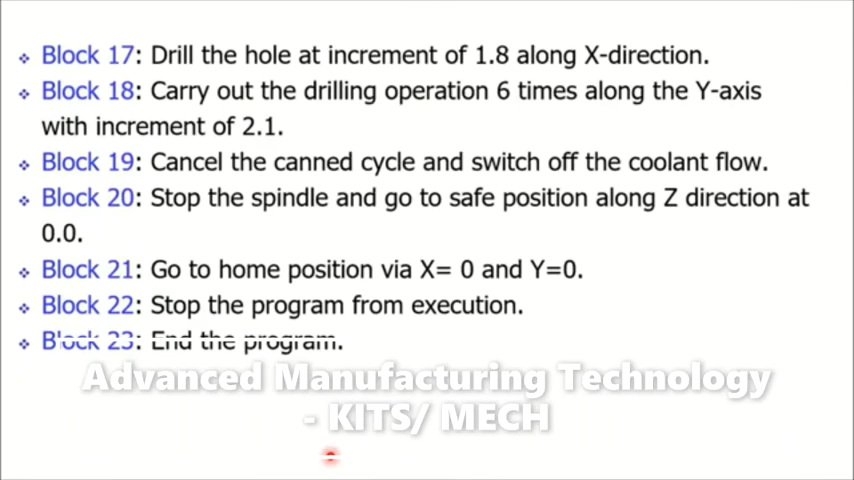 ❖ Block 17: Drill the hole at increment of 1.8 along X-direction.
❖ Block 18: Carry out the drilling operation 6 times along the Y-axis
with increment of 2.1.
❖ Block 19: Cancel the canned cycle and switch off the coolant flow.
❖ Block 20: Stop the spindle and go to safe position along Z direction at
0.0.
❖ Block 21: Go to home position via X= 0 and Y=0.
❖ Block 22: Stop the program from execution.
❖ Block 23: End the program.
Advanced Manufacturing Technology
- KITS/ MECH